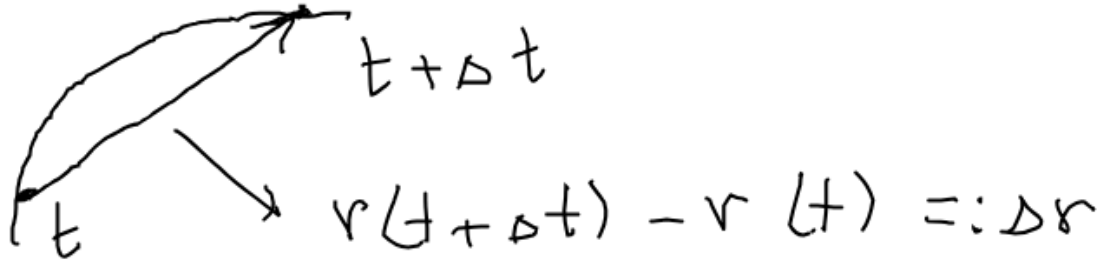 t + Δt
t
r(t + Δt) - r(t) =: Δr